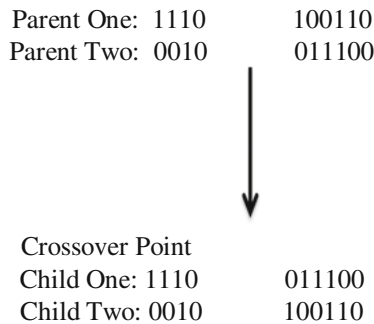 Parent One: 1110 100110
Parent Two: 0010 011100
Crossover Point
Child One: 1110 011100
Child Two: 0010 100110